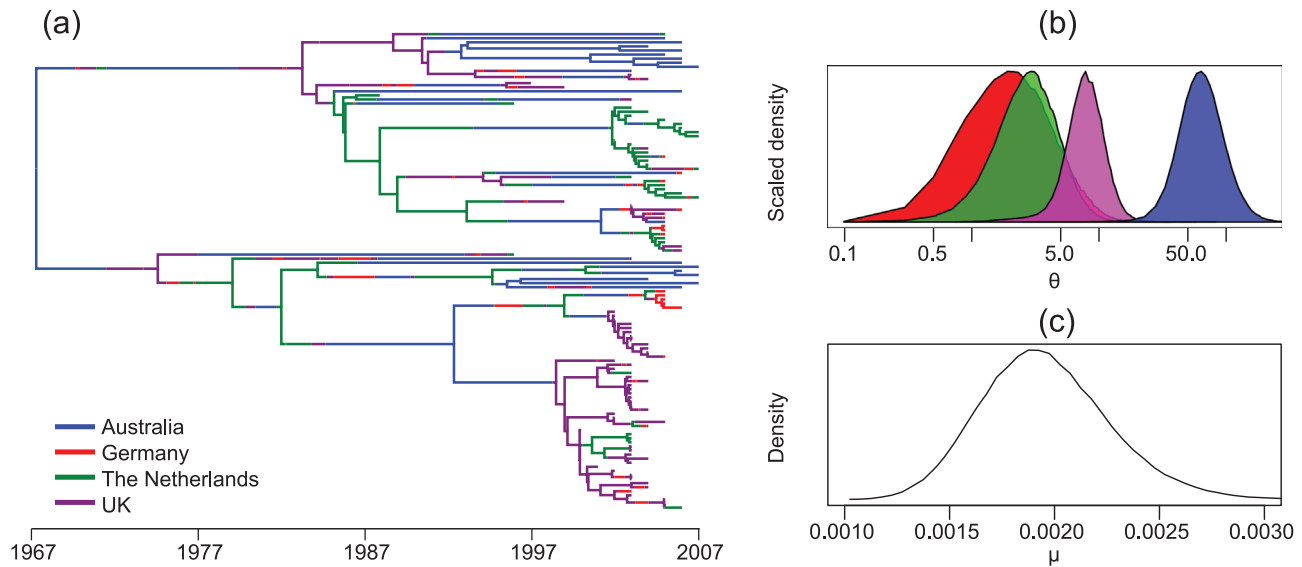 (a)
Australia
Germany
The Netherlands
UK
1967 1977 1987 1997 2007
(b)
Scaled density
0.1 0.5 5.0 50.0
θ
(c)
Density
0.0010 0.0015 0.0020 0.0025 0.0030
μ